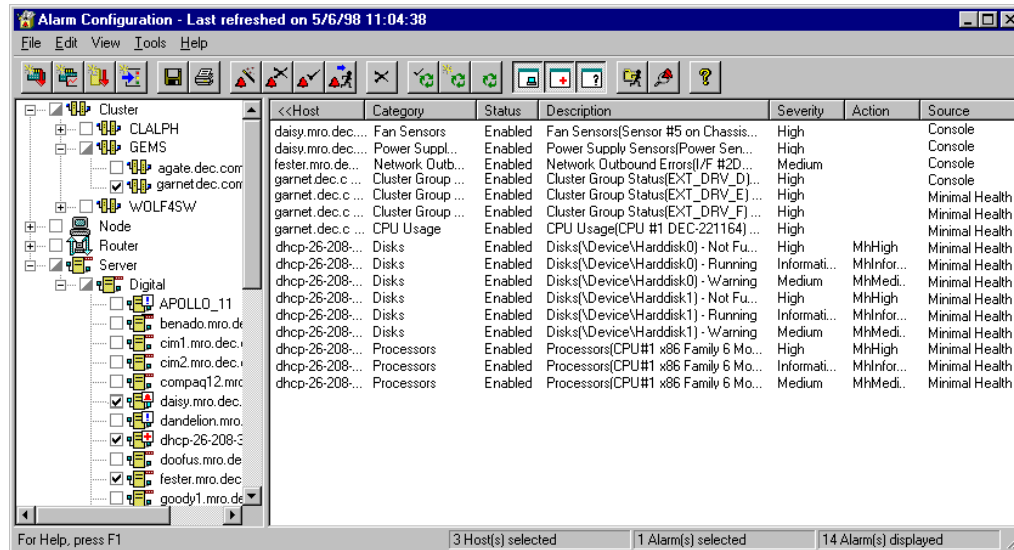 Alarm Configuration - Last refreshed on 5/6/98 11:04:38
File Edit View Tools Help
Cluster
CLALPH
GEMS
agate.dec.com
garnet.dec.com
WOLF4SW
Node
Router
Server
Digital
APOLLO_11
benado.mro.de
cim1.mro.dec.
cim2.mro.dec.
compaq12.mro
daisy.mro.dec.
dandelion.mro.
dhcp-26-208-3
doofus.mro.de
fester.mro.dec
goody1.mro.de
<<Host Category Status Description Severity Action Source
daisy.mro.dec.... Fan Sensors Enabled Fan Sensors(Sensor #5 on Chassis... High Console
daisy.mro.dec.... Power Suppl... Enabled Power Supply Sensors(Power Sen... High Console
fester.mro.de... Network Outb... Enabled Network Outbound Errors(I/F #2D... Medium Console
garnet.dec.c ... Cluster Group ... Enabled Cluster Group Status(EXT_DRV_D)... High Console
garnet.dec.c ... Cluster Group ... Enabled Cluster Group Status(EXT_DRV_E) ... High Minimal Health
garnet.dec.c ... Cluster Group ... Enabled Cluster Group Status(EXT_DRV_F) ... High Minimal Health
garnet.dec.c ... CPU Usage Enabled CPU Usage(CPU #1 DEC-221164) ... High Minimal Health
dhcp-26-208-... Disks Enabled Disks(\Device\Harddisk0) - Not Fu... High MhHigh Minimal Health
dhcp-26-208-... Disks Enabled Disks(\Device\Harddisk0) - Running Informati... MhInfor... Minimal Health
dhcp-26-208-... Disks Enabled Disks(\Device\Harddisk0) - Warning Medium MhMedi... Minimal Health
dhcp-26-208-... Disks Enabled Disks(\Device\Harddisk1) - Not Fu... High MhHigh Minimal Health
dhcp-26-208-... Disks Enabled Disks(\Device\Harddisk1) - Running Informati... MhInfor... Minimal Health
dhcp-26-208-... Disks Enabled Disks(\Device\Harddisk1) - Warning Medium MhMedi.. Minimal Health
dhcp-26-208-... Processors Enabled Processors(CPU#1 x86 Family 6 Mo... High MhHigh Minimal Health
dhcp-26-208-... Processors Enabled Processors(CPU#1 x86 Family 6 Mo... Informati... MhInfor... Minimal Health
dhcp-26-208-... Processors Enabled Processors(CPU#1 x86 Family 6 Mo... Medium MhMedi.. Minimal Health
For Help, press F1 3 Host(s) selected 1 Alarm(s) selected 14 Alarm(s) displayed